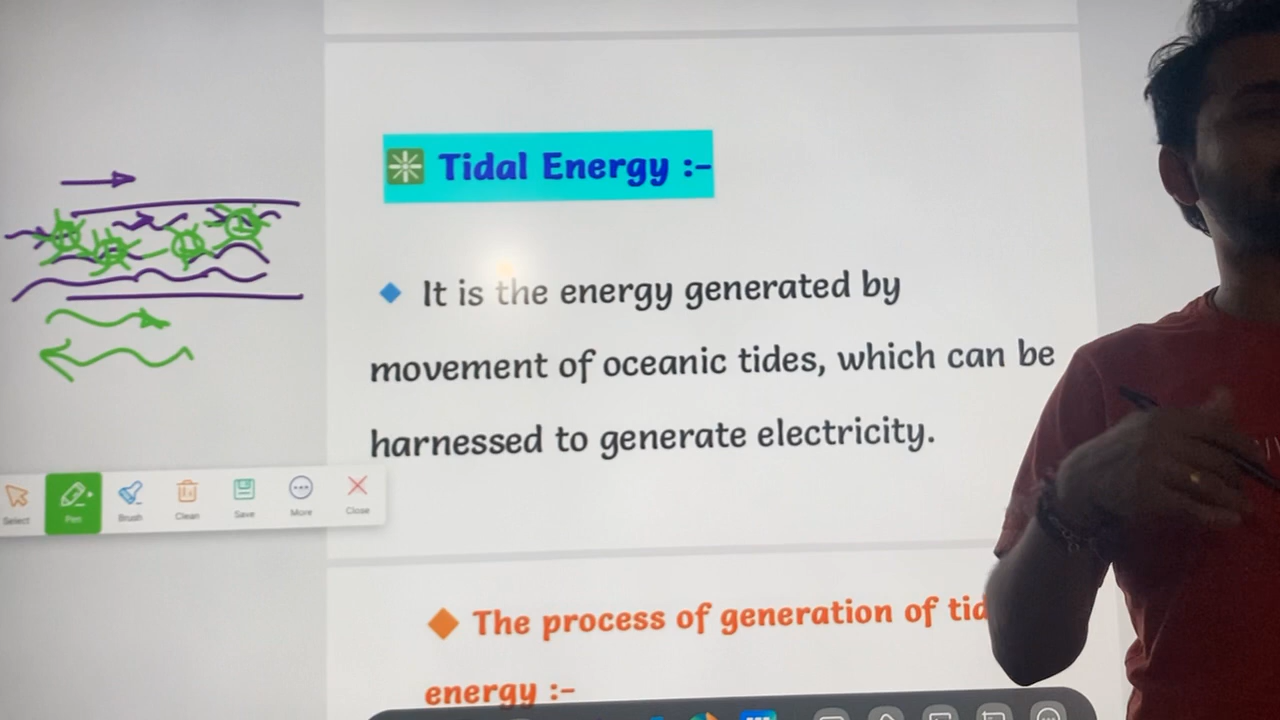 Tidal Energy :-
It is the energy generated by
movement of oceanic tides, which can be
harnessed to generate electricity.
Select Pen Brush Clean Save More Close
The process of generation of tid
energy :-